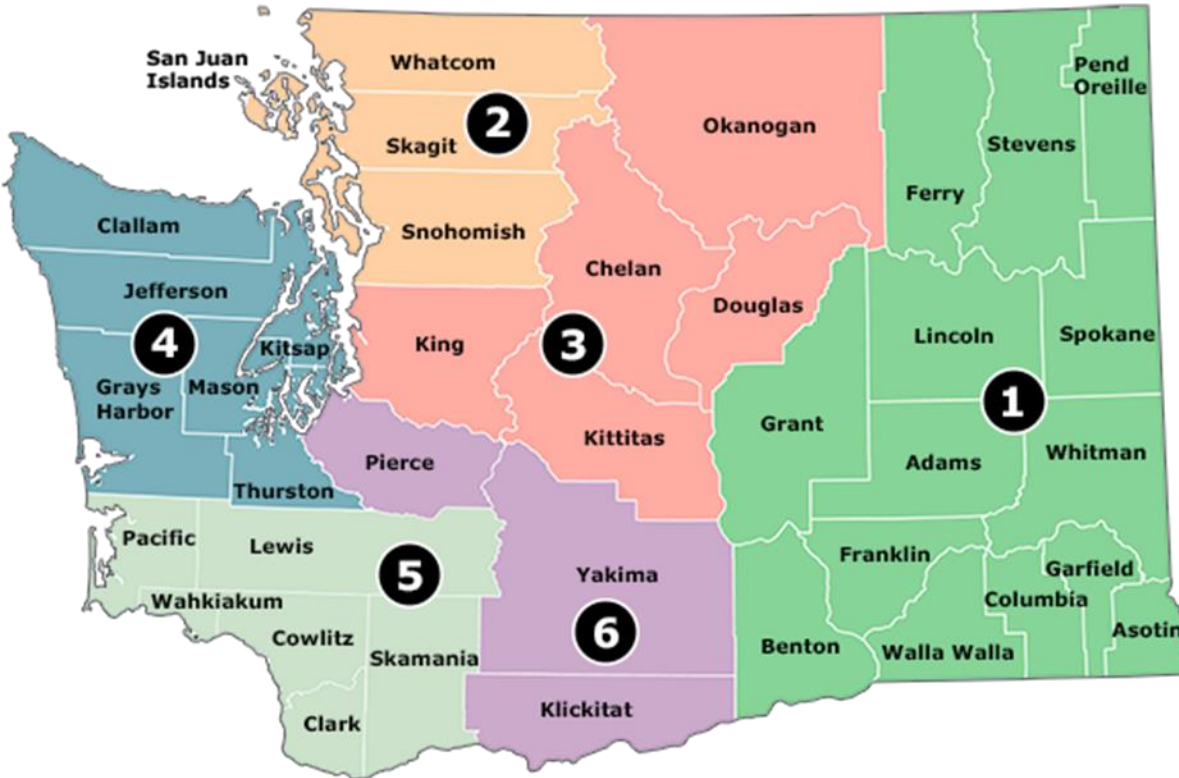 San Juan
Islands
Whatcom
2
Skagit
Snohomish
Okanogan
Pend
Oreille
Stevens
Ferry
Clallam
Jefferson
4
Kitsap
Grays
Harbor
Mason
Thurston
Chelan
Douglas
King
3
Kittitas
Lincoln
Spokane
1
Grant
Adams
Whitman
Pierce
Pacific
Lewis
5
Wahkiakum
Cowlitz
Skamania
Clark
Yakima
6
Klickitat
Franklin
Garfield
Columbia
Asotin
Benton
Walla Walla